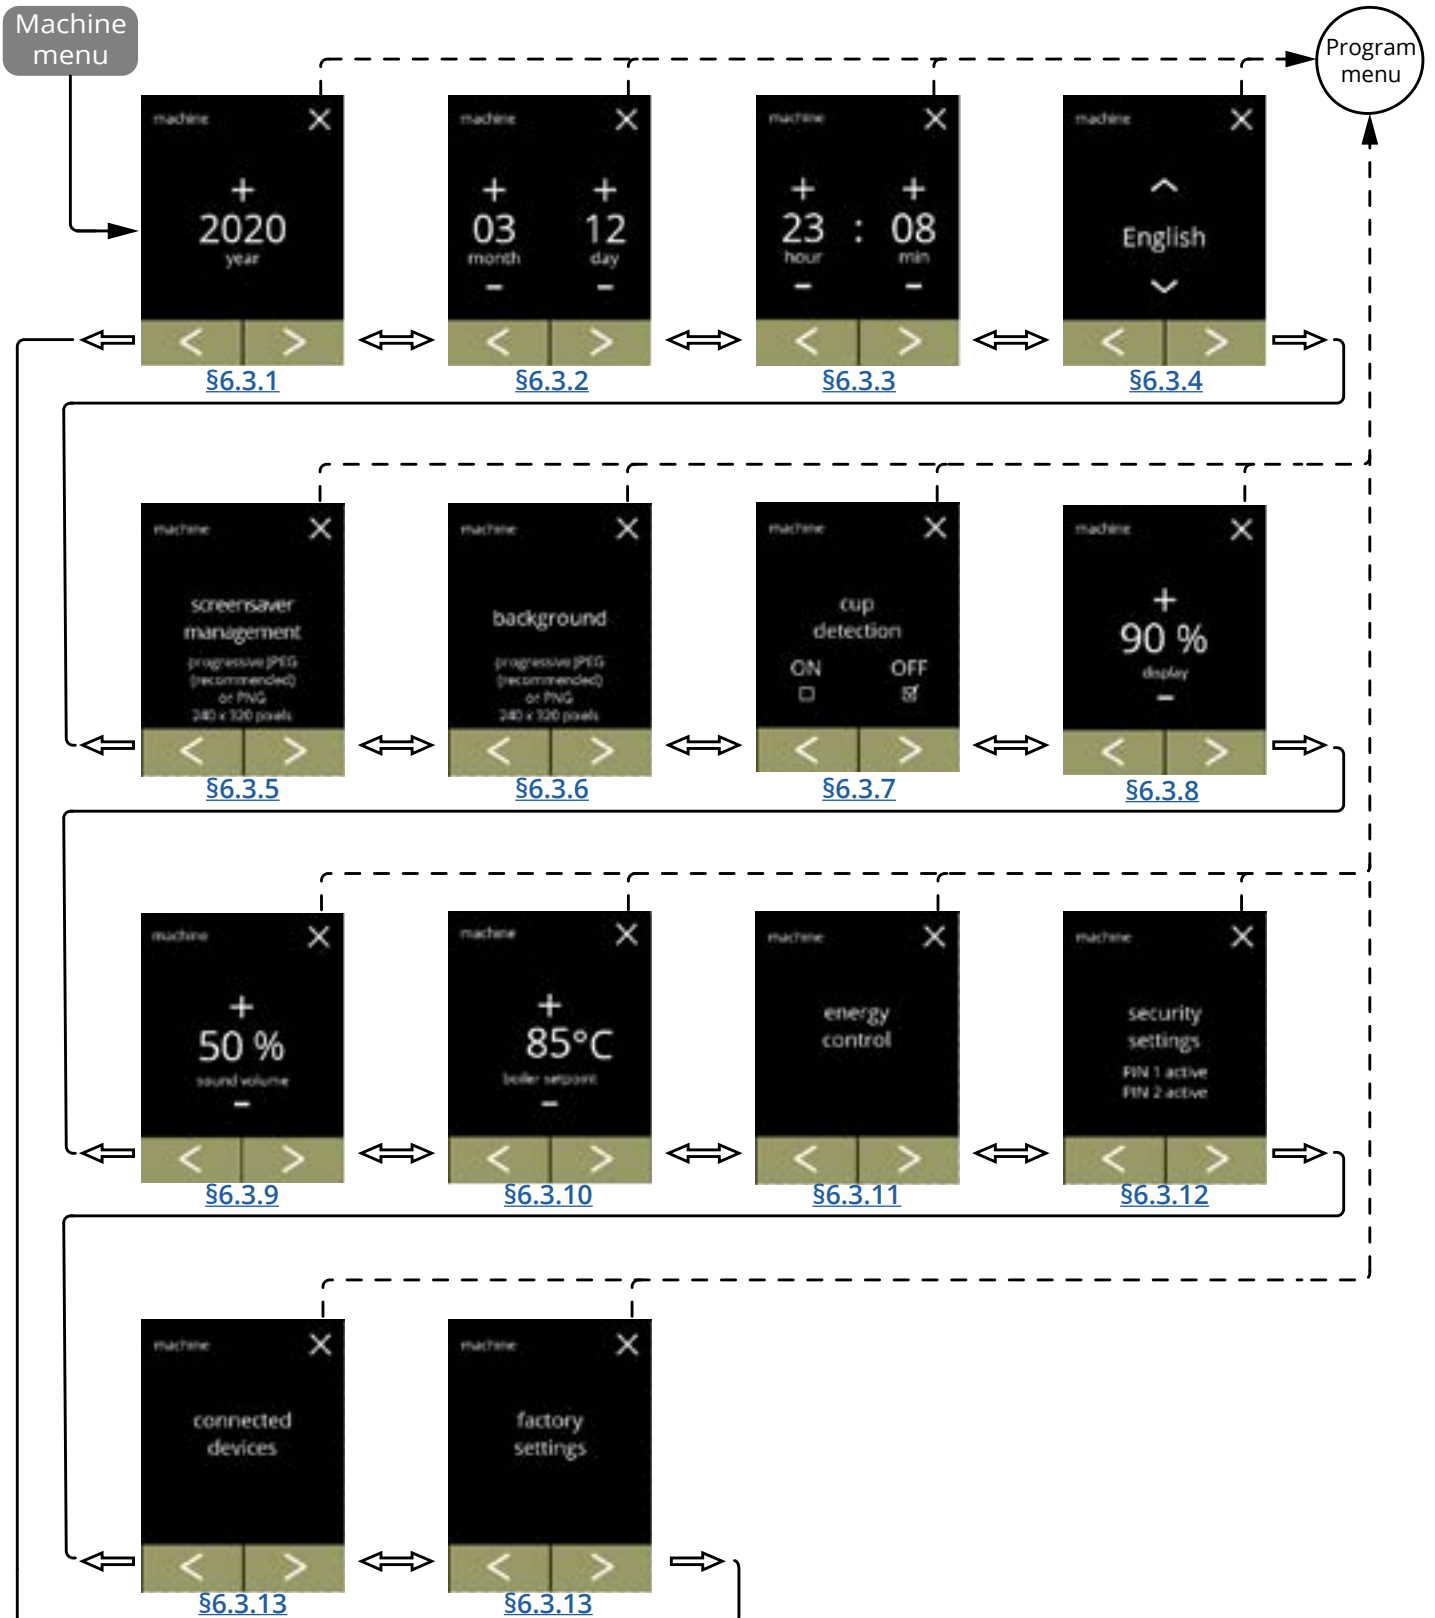 Machine
menu
Program
menu
machine
+
2020
year
< >
§6.3.1
machine
+ +
03 12
month day
- -
< >
§6.3.2
machine
+ +
23 : 08
hour min
- -
< >
§6.3.3
machine
English
< >
§6.3.4
machine
screensaver
management
progressive JPEG
(recommended)
or PNG
240 x 320 pixels
< >
§6.3.5
machine
background
progressive JPEG
(recommended)
or PNG
240 x 320 pixels
< >
§6.3.6
machine
cup
detection
ON OFF
< >
§6.3.7
machine
+
90 %
display
-
< >
§6.3.8
machine
+
50 %
sound volume
-
< >
§6.3.9
machine
+
85°C
boiler setpoint
-
< >
§6.3.10
machine
energy
control
< >
§6.3.11
machine
security
settings
PIN 1 active
PIN 2 active
< >
§6.3.12
machine
connected
devices
< >
§6.3.13
machine
factory
settings
< >
§6.3.13